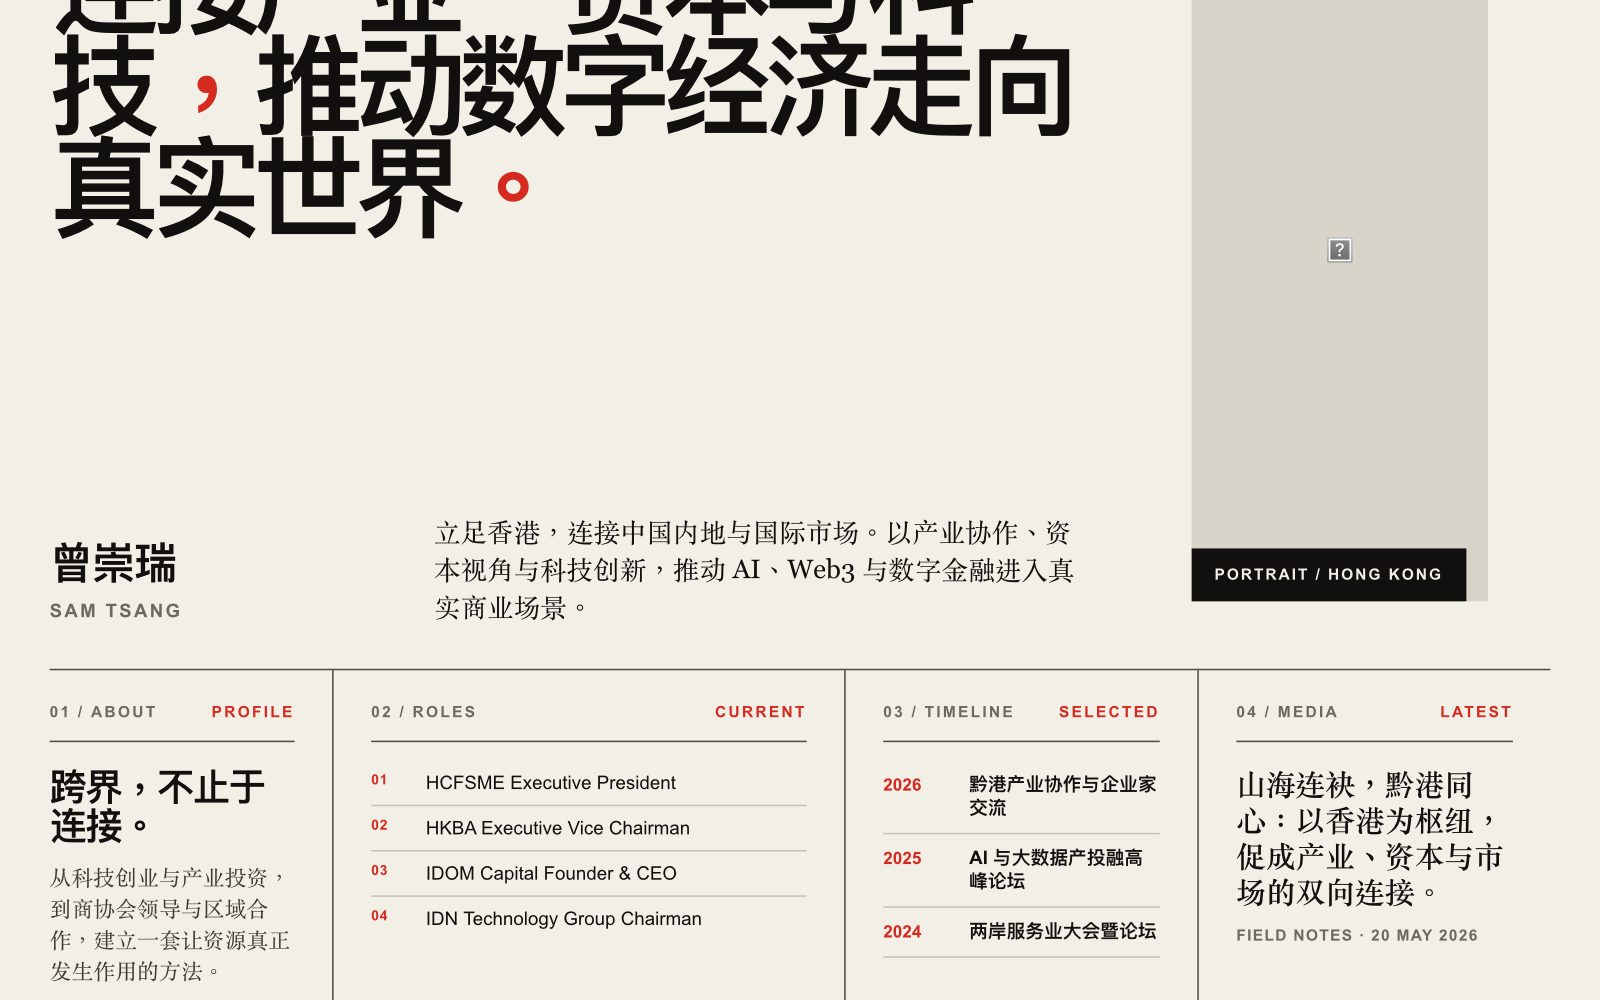 连接产业、资本与科
技，推动数字经济走向
真实世界。
曾崇瑞
SAM TSANG
立足香港，连接中国内地与国际市场。以产业协作、资
本视角与科技创新，推动 AI、Web3 与数字金融进入真
实商业场景。
PORTRAIT / HONG KONG
01 / ABOUT PROFILE
跨界，不止于
连接。
从科技创业与产业投资，
到商协会领导与区域合
作，建立一套让资源真正
发生作用的方法。
02 / ROLES CURRENT
01 HCFSME Executive President
02 HKBA Executive Vice Chairman
03 IDOM Capital Founder & CEO
04 IDN Technology Group Chairman
03 / TIMELINE SELECTED
2026 黔港产业协作与企业家
交流
2025 AI 与大数据产投融高
峰论坛
2024 两岸服务业大会暨论坛
04 / MEDIA LATEST
山海连袂，黔港同
心：以香港为枢纽，
促成产业、资本与市
场的双向连接。
FIELD NOTES · 20 MAY 2026